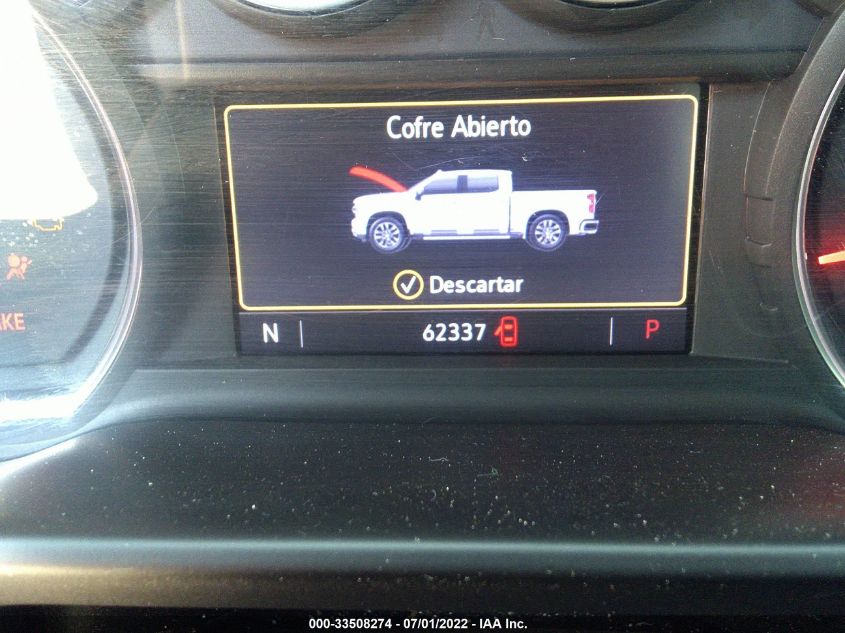 Cofre Abierto
Descartar
N 62337 P
AKE
000-33508274 - 07/01/2022 - IAA Inc.